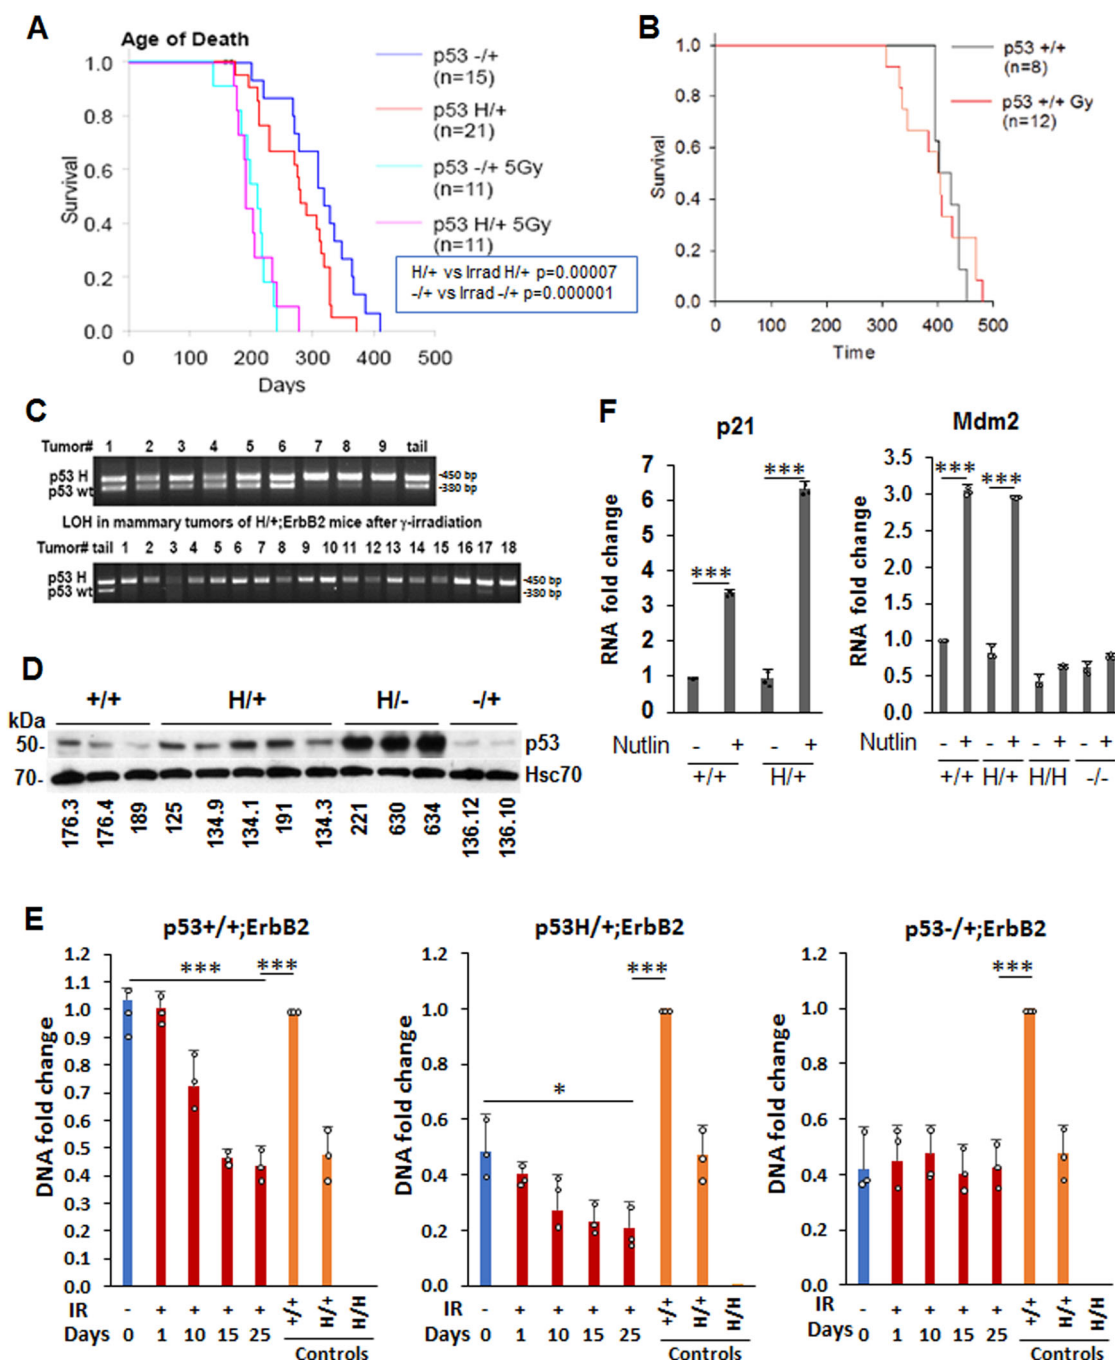 A
Age of Death
Survival
1.0
0.8
0.6
0.4
0.2
0.0
0 100 200 300 400 500
Days
p53 -/+
(n=15)
p53 H/+
(n=21)
p53 -/+ 5Gy
(n=11)
p53 H/+ 5Gy
(n=11)
H/+ vs Irrad H/+ p=0.00007
-/+ vs Irrad -/+ p=0.000001
B
Survival
1.0
0.8
0.6
0.4
0.2
0.0
0 100 200 300 400 500
Time
p53 +/+
(n=8)
p53 +/+ Gy
(n=12)
C
Tumor# 1 2 3 4 5 6 7 8 9 tail
p53 H -450 bp
p53 wt -380 bp
LOH in mammary tumors of H/+;ErbB2 mice after γ-irradiation
Tumor# tail 1 2 3 4 5 6 7 8 9 10 11 12 13 14 15 16 17 18
p53 H -450 bp
p53 wt -380 bp
D
+/+ H/+ H/- -/+
kDa
50- p53
70- Hsc70
176.3 176.4 189 125 134.9 134.1 191 134.3 221 630 634 136.12 136.10
F
p21
RNA fold change
7
6
5
4
3
2
1
0
*** ***
Nutlin - + - +
+/+ H/+
Mdm2
RNA fold change
3.5
3.0
2.5
2.0
1.5
1.0
0.5
0.0
*** ***
Nutlin - + - + - + - +
+/+ H/+ H/H -/-
E
p53+/+;ErbB2
DNA fold change
1.2
1.1
1.0
0.9
0.8
0.7
0.6
0.5
0.4
0.3
0.2
0.1
0.0
*** ***
IR - + + + + +/+ H/+ H/H
Days 0 1 10 15 25 Controls
p53H/+;ErbB2
DNA fold change
1.2
1.0
0.8
0.6
0.4
0.2
0.0
* ***
IR - + + + + +/+ H/+ H/H
Days 0 1 10 15 25 Controls
p53-/+;ErbB2
DNA fold change
1.2
1.0
0.8
0.6
0.4
0.2
0.0
***
IR - + + + + +/+ H/+ H/H
Days 0 1 10 15 25 Controls